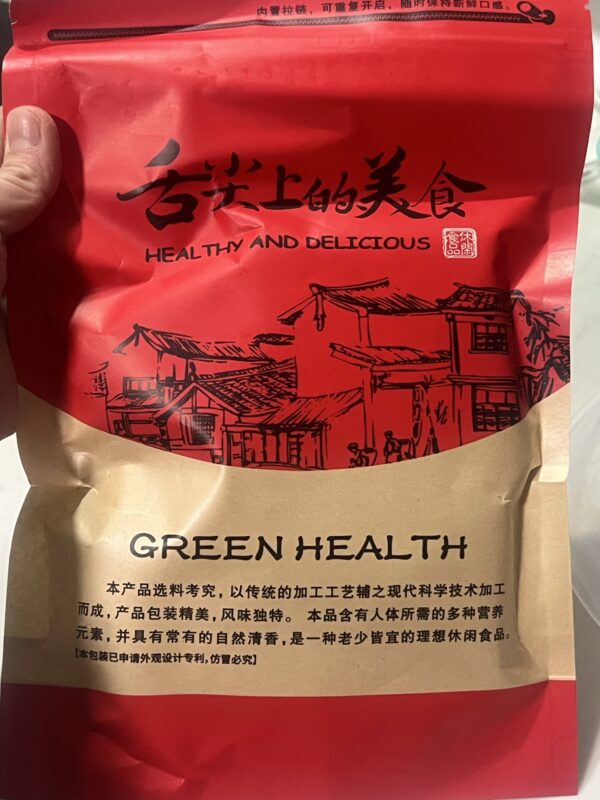 内置拉链，可重复开启，随时保持新鲜口感。
舌尖上的美食
HEALTHY AND DELICIOUS
休闲食品
GREEN HEALTH
本产品选料考究，以传统的加工工艺辅之现代科学技术加工
而成，产品包装精美，风味独特。 本品含有人体所需的多种营养
元素，并具有常有的自然清香，是一种老少皆宜的理想休闲食品。
【本包装已申请外观设计专利，仿冒必究】